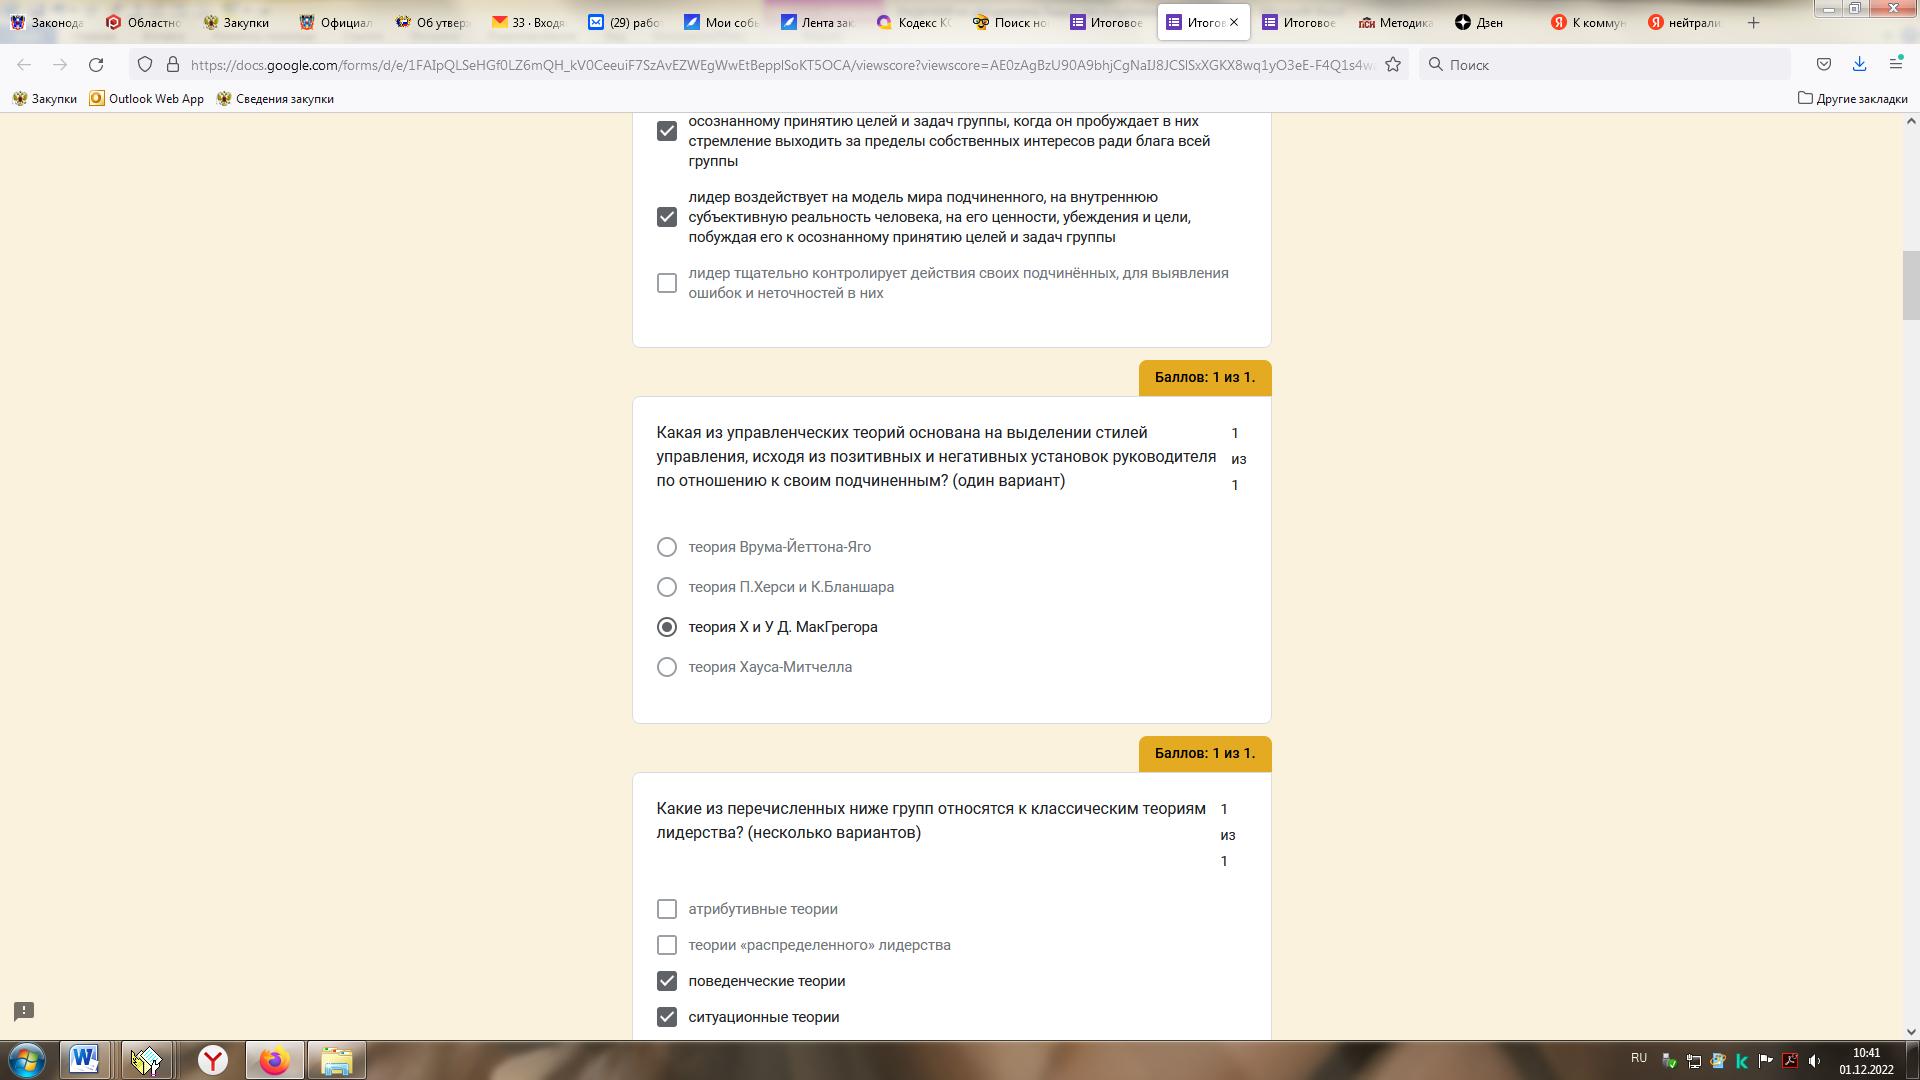 Законода
Областно
Закупки
Официал
Об утвер
33 · Входя
(29) рабо
Мои собы
Лента зак
Кодекс КС
Поиск но
Итоговое
Итогов
Итоговое
Методика
Дзен
К коммун
нейтрали
https://docs.google.com/forms/d/e/
Поиск
Закупки
Outlook Web App
Сведения закупки
Другие закладки
осознанному принятию целей и задач группы, когда он пробуждает в них
стремление выходить за пределы собственных интересов ради блага всей
группы
лидер воздействует на модель мира подчиненного, на внутреннюю
субъективную реальность человека, на его ценности, убеждения и цели,
побуждая его к осознанному принятию целей и задач группы
лидер тщательно контролирует действия своих подчинённых, для выявления
ошибок и неточностей в них
Баллов: 1 из 1.
Какая из управленческих теорий основана на выделении стилей
управления, исходя из позитивных и негативных установок руководителя
по отношению к своим подчиненным? (один вариант)
1
из
1
теория Врума-Йеттона-Яго
теория П.Херси и К.Бланшара
теория Х и У Д. МакГрегора
теория Хауса-Митчелла
Баллов: 1 из 1.
Какие из перечисленных ниже групп относятся к классическим теориям
лидерства? (несколько вариантов)
1
из
1
атрибутивные теории
теории «распределенного» лидерства
поведенческие теории
ситуационные теории
RU
10:41
01.12.2022